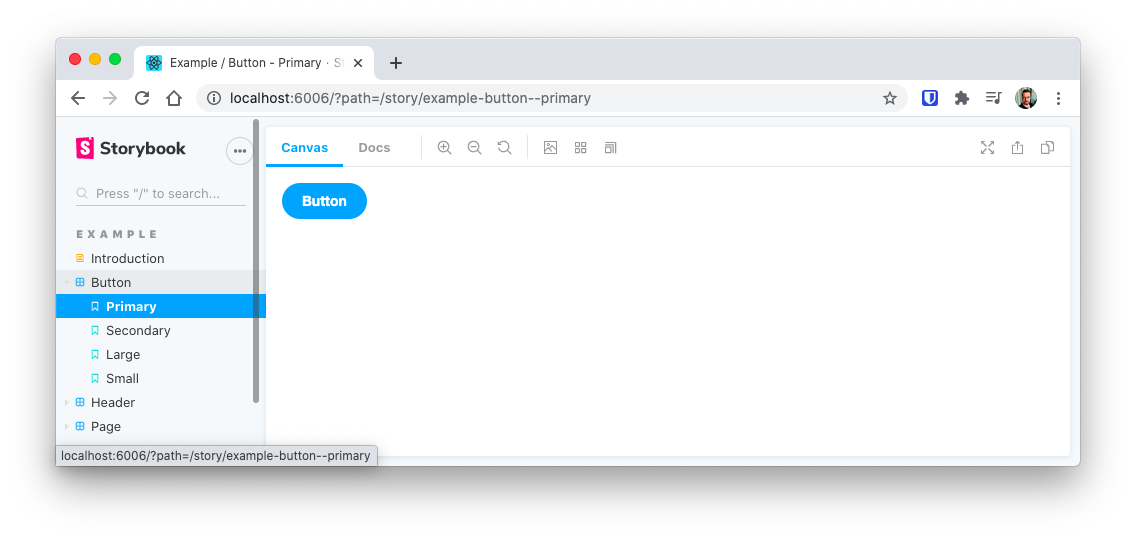 Example / Button - Primary · S
localhost:6006/?path=/story/example-button--primary
Storybook
Canvas Docs
Press "/" to search...
Button
EXAMPLE
Introduction
Button
Primary
Secondary
Large
Small
Header
Page
localhost:6006/?path=/story/example-button--primary